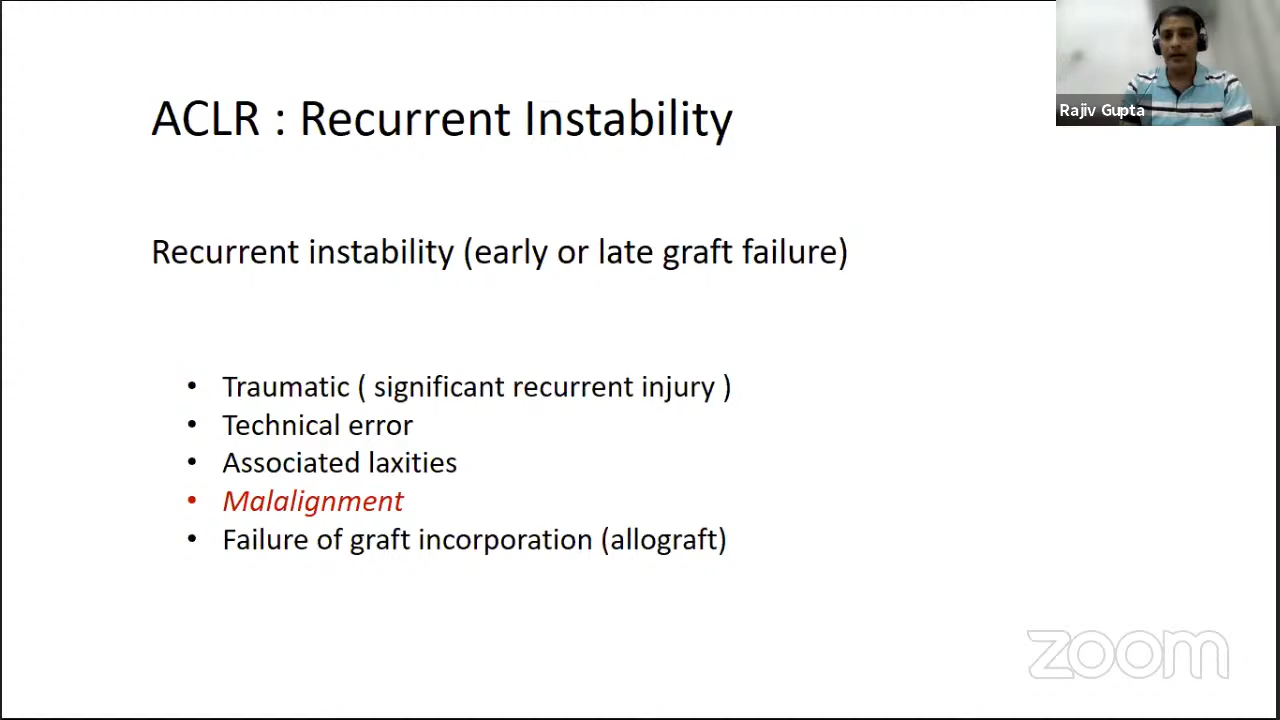 ACLR : Recurrent Instability
Rajiv Gupta
Recurrent instability (early or late graft failure)
• Traumatic ( significant recurrent injury )
• Technical error
• Associated laxities
• Malalignment
• Failure of graft incorporation (allograft)
zoom